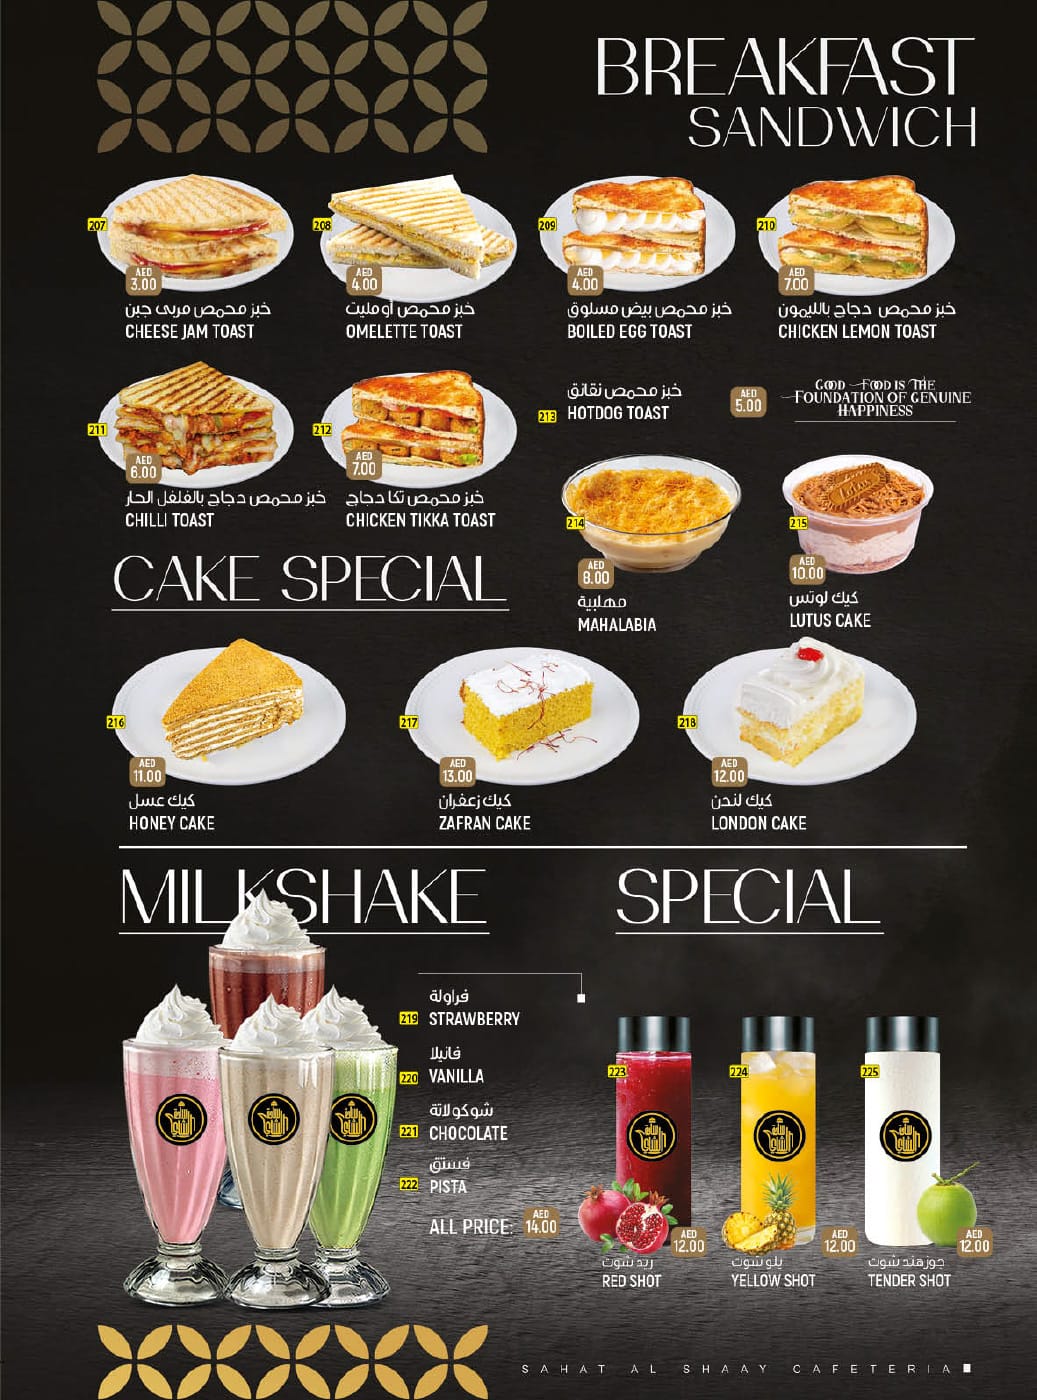 BREAKFAST
SANDWICH
207
AED
3.00
خبز محمص مربى جبن
CHEESE JAM TOAST
208
AED
4.00
خبز محمص أومليت
OMELETTE TOAST
209
AED
4.00
خبز محمص بيض مسلوق
BOILED EGG TOAST
210
AED
7.00
خبز محمص دجاج بالليمون
CHICKEN LEMON TOAST
211
AED
6.00
خبز محمص دجاج بالفلفل الحار
CHILLI TOAST
212
AED
7.00
خبز محمص تكا دجاج
CHICKEN TIKKA TOAST
213
خبز محمص نقانق
HOTDOG TOAST
AED
5.00
GOOD FOOD IS THE
FOUNDATION OF GENUINE
HAPPINESS
214
AED
8.00
مهلبية
MAHALABIA
215
Lotus
AED
10.00
كيك لوتس
LUTUS CAKE
CAKE SPECIAL
216
AED
11.00
كيك عسل
HONEY CAKE
217
AED
13.00
كيك زعفران
ZAFRAN CAKE
218
AED
12.00
كيك لندن
LONDON CAKE
MILKSHAKE
فراولة
219 STRAWBERRY
فانيلا
220 VANILLA
شوكولاتة
221 CHOCOLATE
فستق
222 PISTA
ALL PRICE:
AED
14.00
SPECIAL
223
AED
12.00
ريد شوت
RED SHOT
224
AED
12.00
يلو شوت
YELLOW SHOT
225
AED
12.00
جوز هند شوت
TENDER SHOT
SAHAT AL SHAAY CAFETERIA